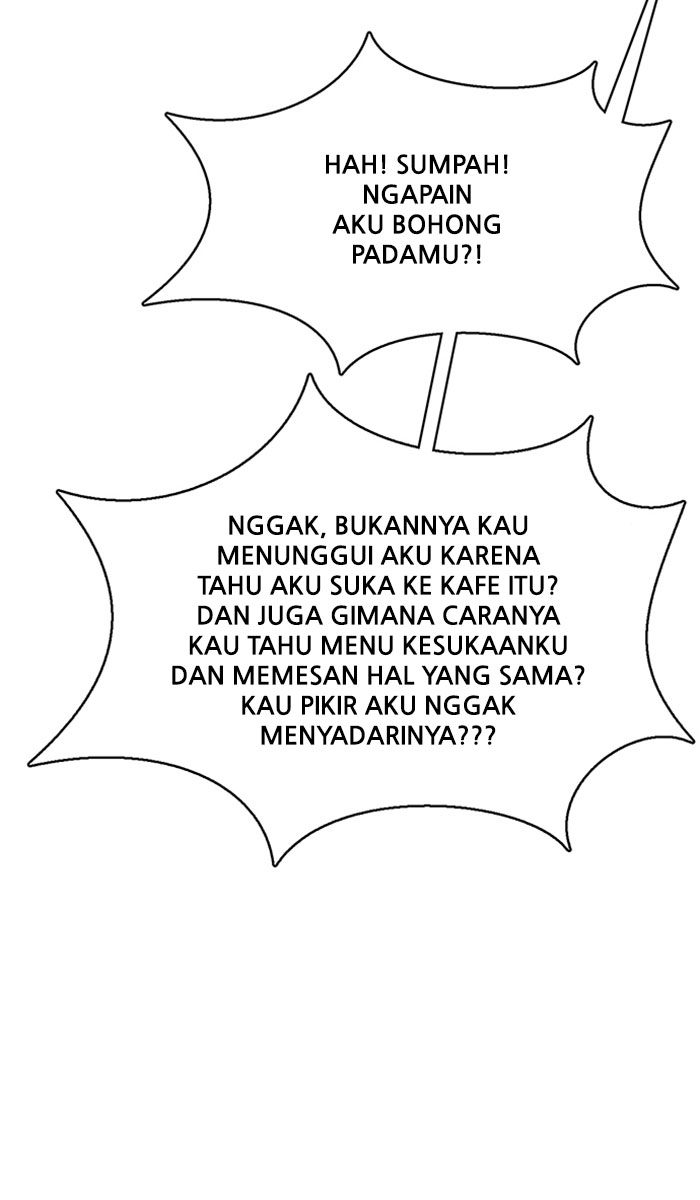 HAH! SUMPAH!
NGAPAIN
AKU BOHONG
PADAMU?!
NGGAK, BUKANNYA KAU
MENUNGGUI AKU KARENA
TAHU AKU SUKA KE KAFE ITU?
DAN JUGA GIMANA CARANYA
KAU TAHU MENU KESUKAANKU
DAN MEMESAN HAL YANG SAMA?
KAU PIKIR AKU NGGAK
MENYADARINYA???